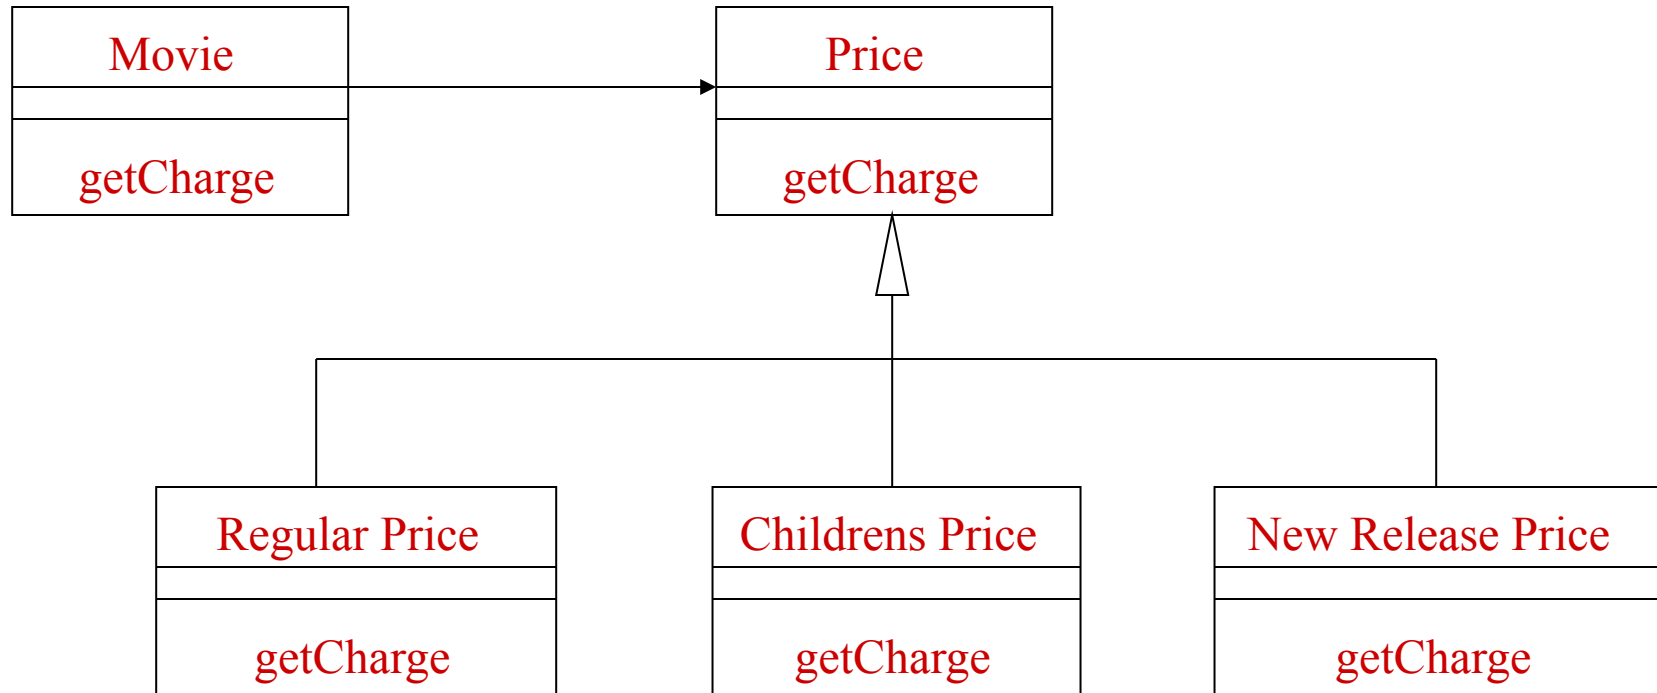 Movie
Price
getCharge
getCharge
Regular Price
Childrens Price
New Release Price
getCharge
getCharge
getCharge